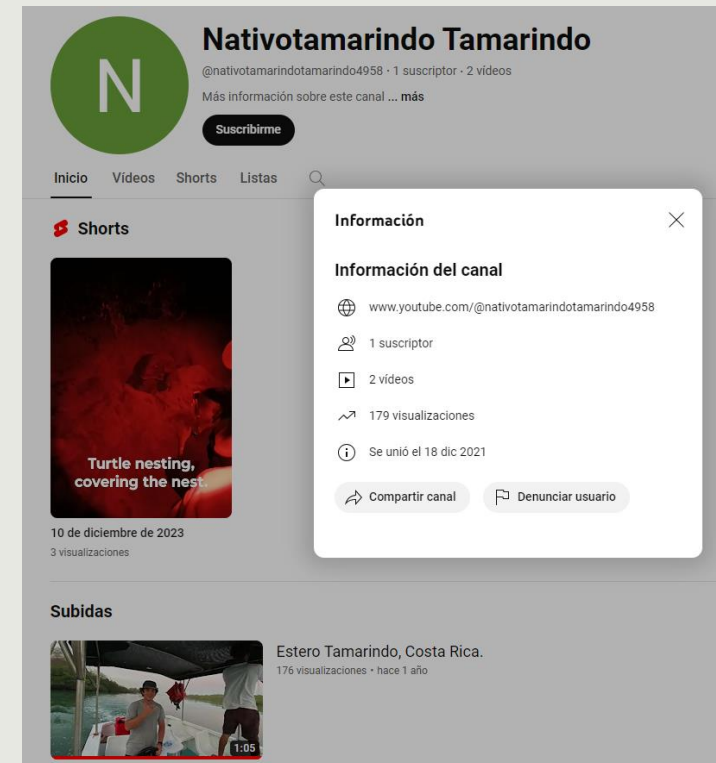 N
Nativotamarindo Tamarindo
@nativotamarindotamarindo4958 · 1 suscriptor · 2 vídeos
Más información sobre este canal ... más
Suscribirme
Inicio Vídeos Shorts Listas
Shorts
Turtle nesting,
covering the nest.
10 de diciembre de 2023
3 visualizaciones
Información
Información del canal
www.youtube.com/@nativotamarindotamarindo4958
1 suscriptor
2 vídeos
179 visualizaciones
Se unió el 18 dic 2021
Compartir canal Denunciar usuario
Subidas
Estero Tamarindo, Costa Rica.
176 visualizaciones • hace 1 año
1:05